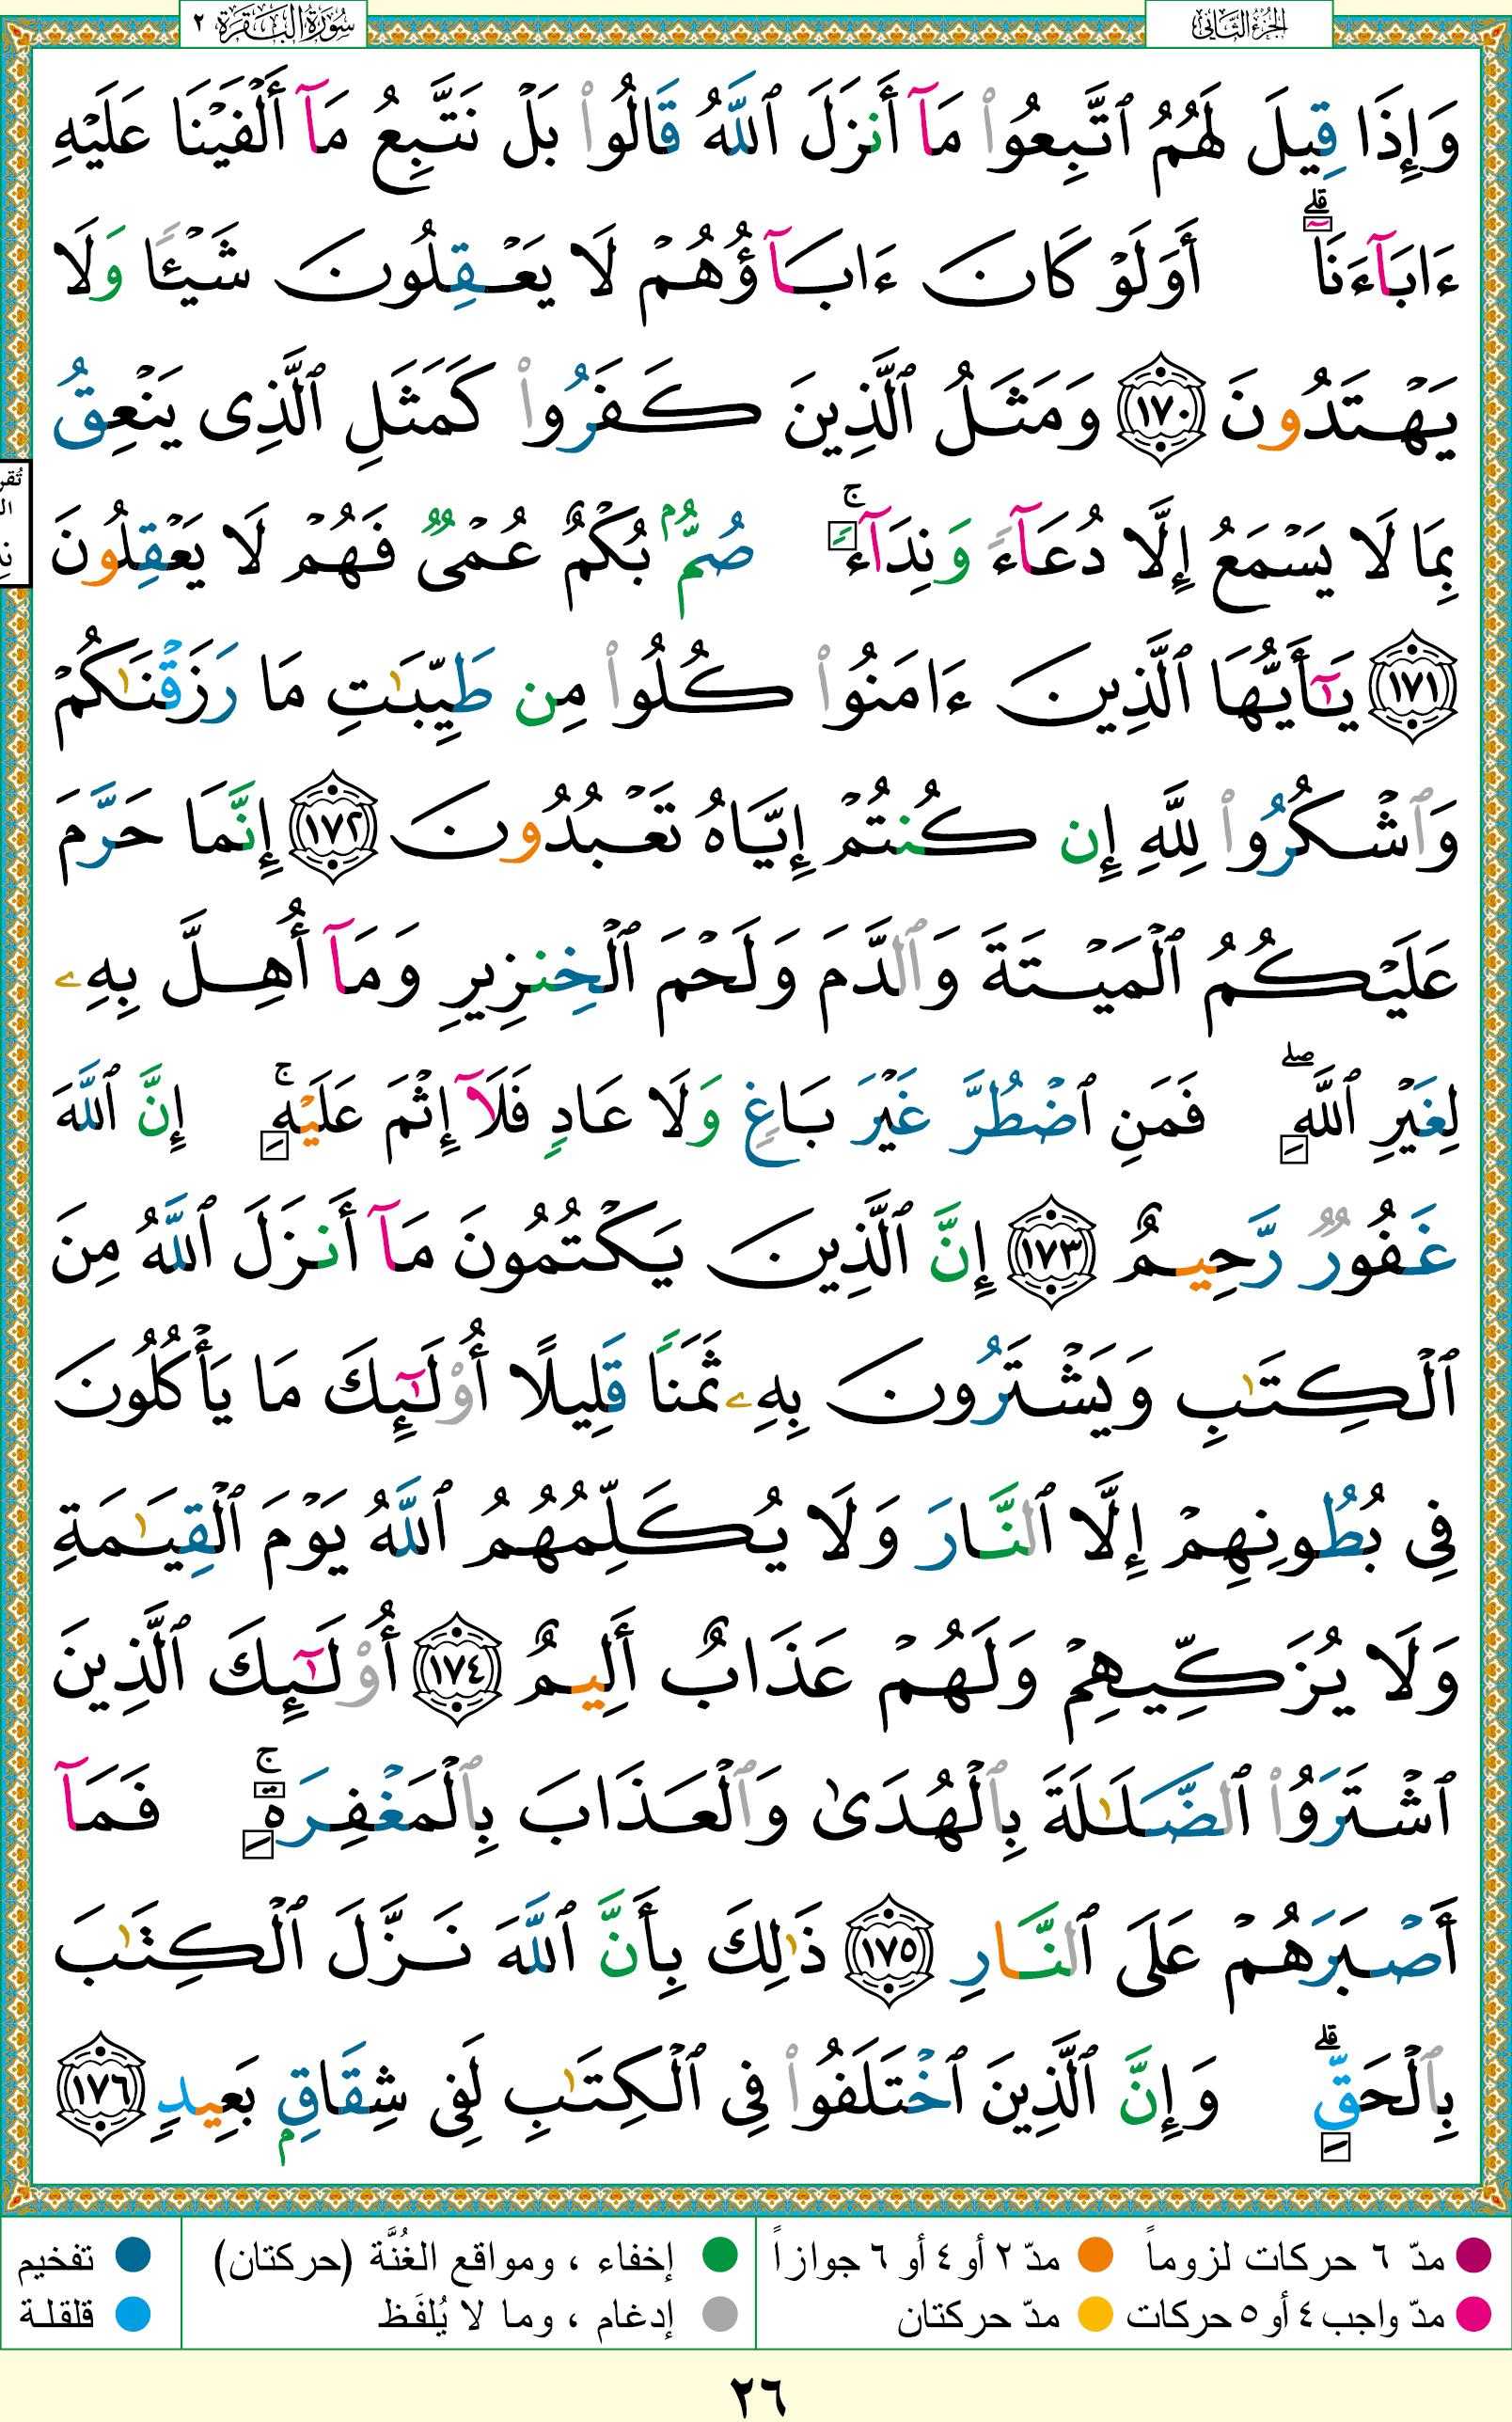 الجزء الثاني
سورة البقرة ٢
وَإِذَا قِيلَ لَهُمُ ٱتَّبِعُوا۟ مَآ أَنزَلَ ٱللَّهُ قَالُوا۟ بَلْ نَتَّبِعُ مَآ أَلْفَيْنَا عَلَيْهِ
ءَابَآءَنَآ ۗ أَوَلَوْ كَانَ ءَابَآؤُهُمْ لَا يَعْقِلُونَ شَيْـًٔا وَلَا
يَهْتَدُونَ ١٧٠ وَمَثَلُ ٱلَّذِينَ كَفَرُوا۟ كَمَثَلِ ٱلَّذِى يَنْعِقُ
بِمَا لَا يَسْمَعُ إِلَّا دُعَآءً وَنِدَآءً ۚ صُمٌّۢ بُكْمٌ عُمْىٌ فَهُمْ لَا يَعْقِلُونَ
١٧١ يَـٰٓأَيُّهَا ٱلَّذِينَ ءَامَنُوا۟ كُلُوا۟ مِن طَيِّبَـٰتِ مَا رَزَقْنَـٰكُمْ
وَٱشْكُرُوا۟ لِلَّهِ إِن كُنتُمْ إِيَّاهُ تَعْبُدُونَ ١٧٢ إِنَّمَا حَرَّمَ
عَلَيْكُمُ ٱلْمَيْتَةَ وَٱلدَّمَ وَلَحْمَ ٱلْخِنزِيرِ وَمَآ أُهِلَّ بِهِۦ
لِغَيْرِ ٱللَّهِ ۖ فَمَنِ ٱضْطُرَّ غَيْرَ بَاغٍ وَلَا عَادٍ فَلَآ إِثْمَ عَلَيْهِ ۚ إِنَّ ٱللَّهَ
غَفُورٌ رَّحِيمٌ ١٧٣ إِنَّ ٱلَّذِينَ يَكْتُمُونَ مَآ أَنزَلَ ٱللَّهُ مِنَ
ٱلْكِتَـٰبِ وَيَشْتَرُونَ بِهِۦ ثَمَنًا قَلِيلًا أُو۟لَـٰٓئِكَ مَا يَأْكُلُونَ
فِى بُطُونِهِمْ إِلَّا ٱلنَّارَ وَلَا يُكَلِّمُهُمُ ٱللَّهُ يَوْمَ ٱلْقِيَـٰمَةِ
وَلَا يُزَكِّيهِمْ وَلَهُمْ عَذَابٌ أَلِيمٌ ١٧٤ أُو۟لَـٰٓئِكَ ٱلَّذِينَ
ٱشْتَرَوُا۟ ٱلضَّلَـٰلَةَ بِٱلْهُدَىٰ وَٱلْعَذَابَ بِٱلْمَغْفِرَةِ ۚ فَمَآ
أَصْبَرَهُمْ عَلَى ٱلنَّارِ ١٧٥ ذَٰلِكَ بِأَنَّ ٱللَّهَ نَزَّلَ ٱلْكِتَـٰبَ
بِٱلْحَقِّ ۗ وَإِنَّ ٱلَّذِينَ ٱخْتَلَفُوا۟ فِى ٱلْكِتَـٰبِ لَفِى شِقَاقٍۭ بَعِيدٍ ١٧٦
مدّ ٦ حركات لزوماً مدّ ٢ أو ٤ أو ٦ جوازاً إخفاء ، ومواقع الغُنَّة (حركتان) تفخيم
مدّ واجب ٤ أو ٥ حركات مدّ حركتان إدغام ، وما لا يُلفَظ قلقلة
٢٦